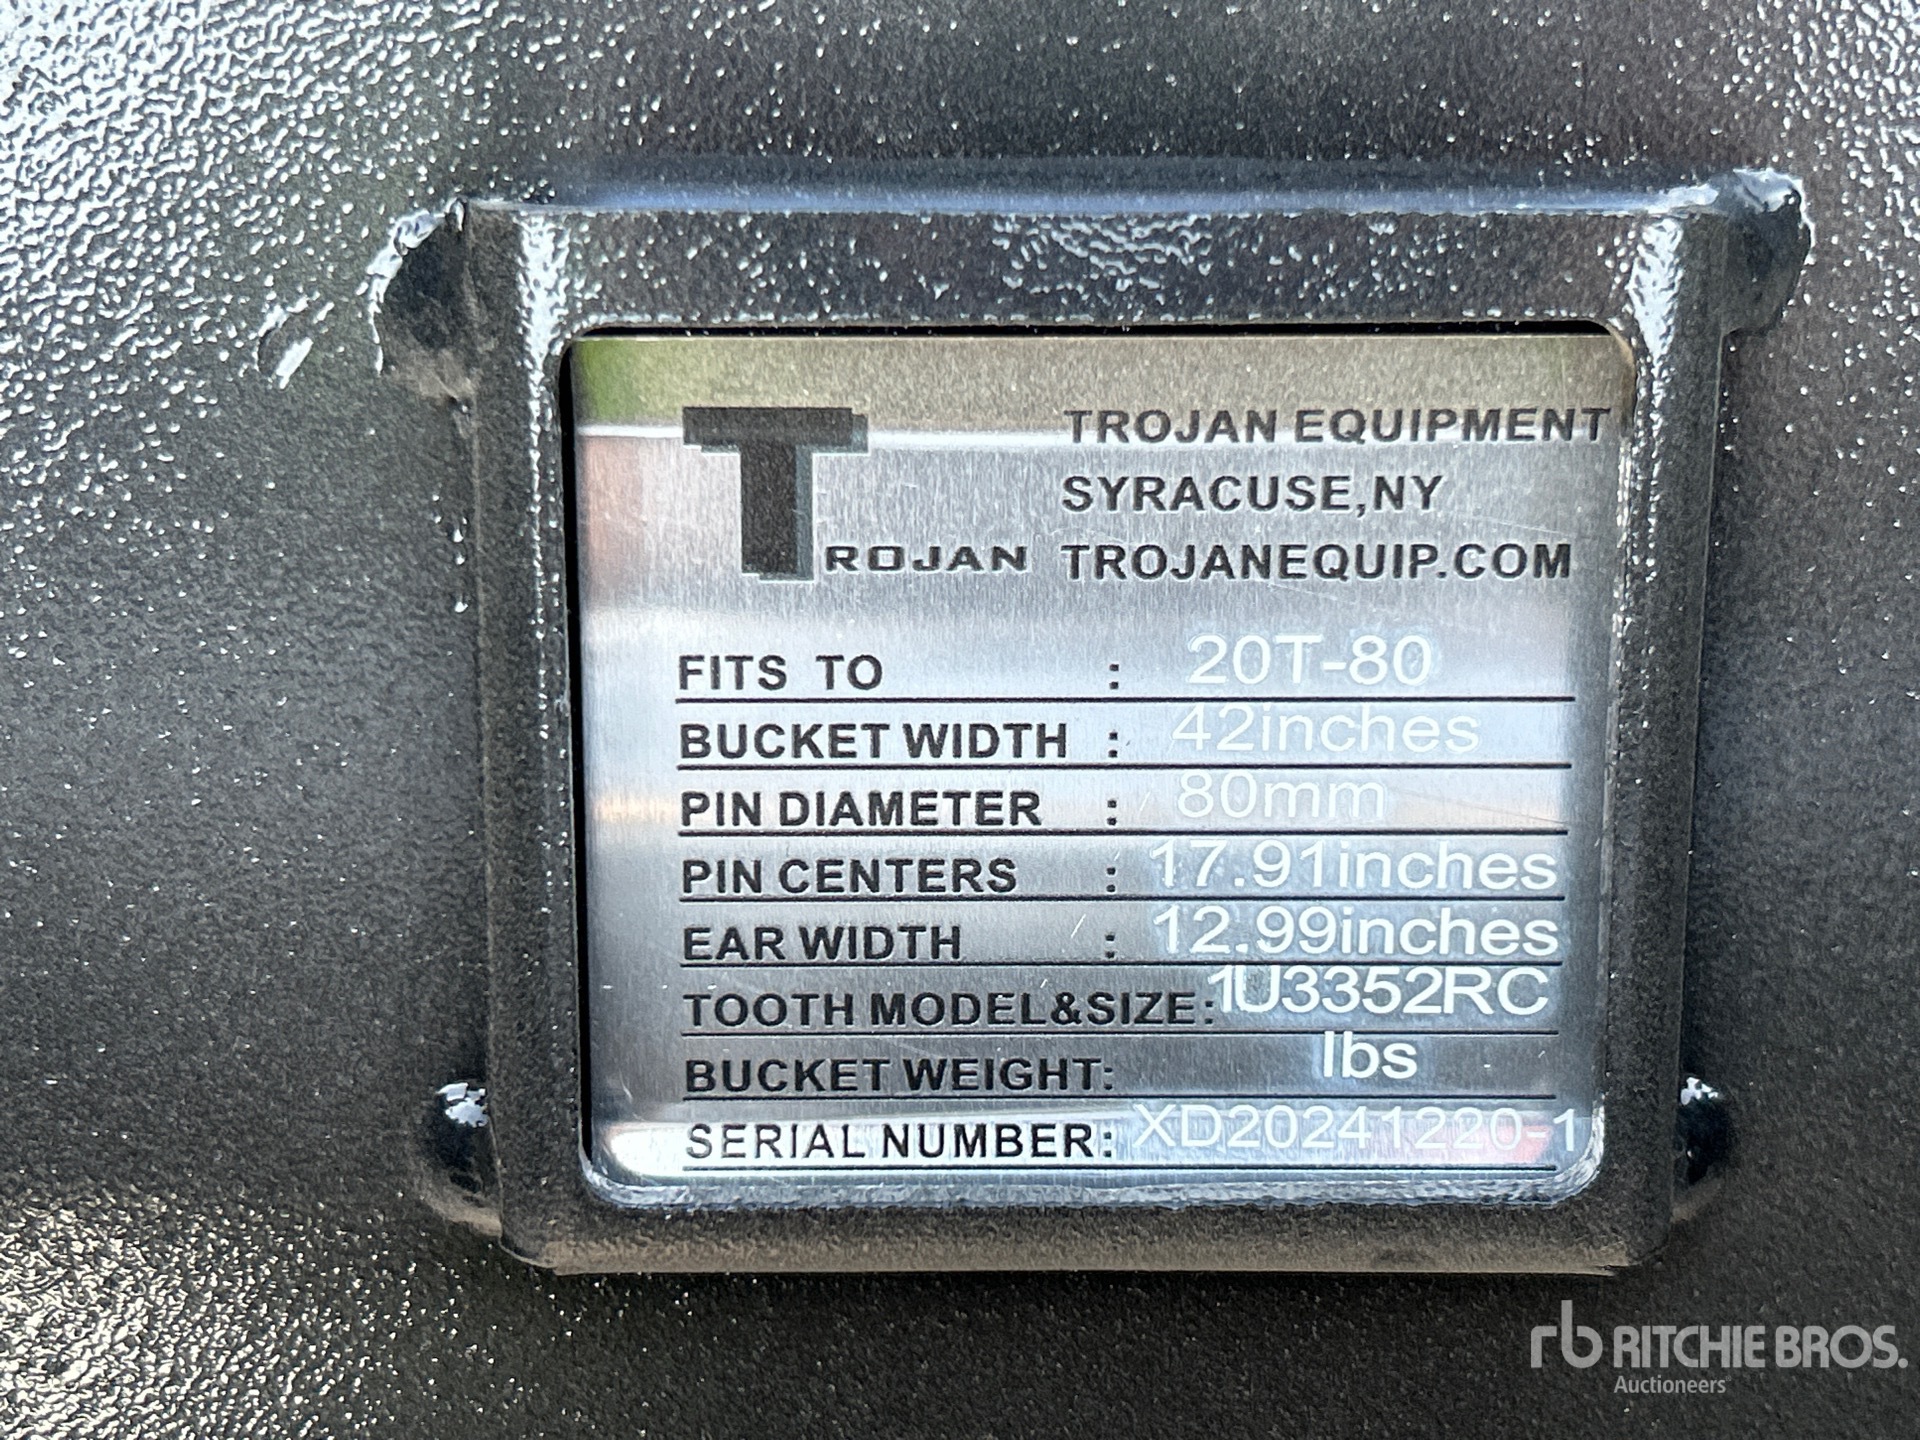 TROJAN
TROJAN EQUIPMENT
SYRACUSE,NY
TROJANEQUIP.COM
FITS TO : 20T-80
BUCKET WIDTH : 42inches
PIN DIAMETER : 80mm
PIN CENTERS : 17.91inches
EAR WIDTH : 12.99inches
TOOTH MODEL&SIZE: 1U3352RC
BUCKET WEIGHT: lbs
SERIAL NUMBER: XD20241220-1
rb RITCHIE BROS.
Auctioneers